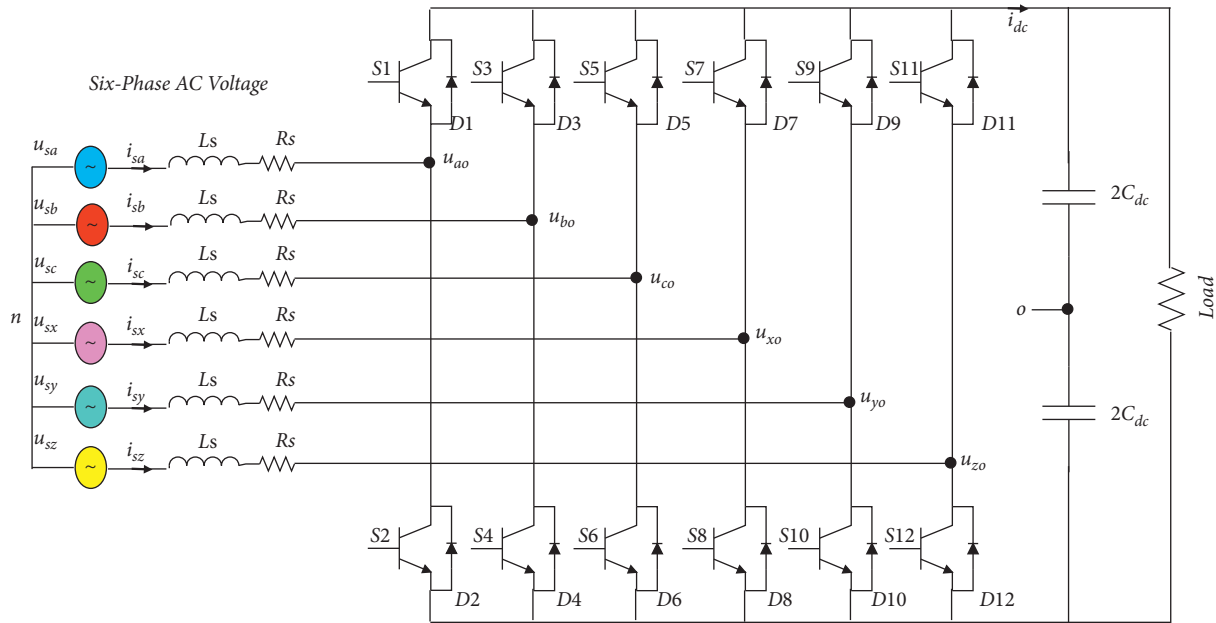 i_dc
S1 S3 S5 S7 S9 S11
Six-Phase AC Voltage
D1 D3 D5 D7 D9 D11
u_sa i_sa Ls Rs u_ao
~
2C_dc
u_sb i_sb Ls Rs u_bo
~
u_sc i_sc Ls Rs u_co
~
n
o
Load
u_sx i_sx Ls Rs u_xo
~
u_sy i_sy Ls Rs u_yo
~
2C_dc
u_sz i_sz Ls Rs u_zo
~
S2 S4 S6 S8 S10 S12
D2 D4 D6 D8 D10 D12